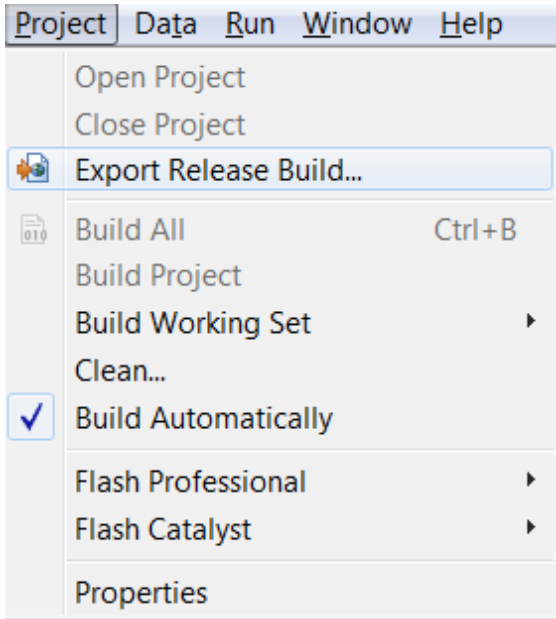 Project Data Run Window Help
Open Project
Close Project
Export Release Build...
010 Build All Ctrl+B
Build Project
Build Working Set
Clean...
Build Automatically
Flash Professional
Flash Catalyst
Properties